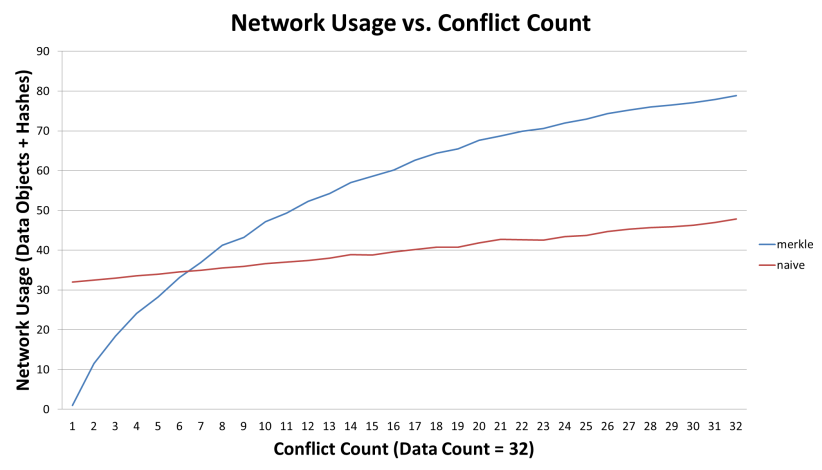 Network Usage vs. Conflict Count
Network Usage (Data Objects + Hashes)
90
80
70
60
50
40
30
20
10
0
1 2 3 4 5 6 7 8 9 10 11 12 13 14 15 16 17 18 19 20 21 22 23 24 25 26 27 28 29 30 31 32
Conflict Count (Data Count = 32)
merkle
naive